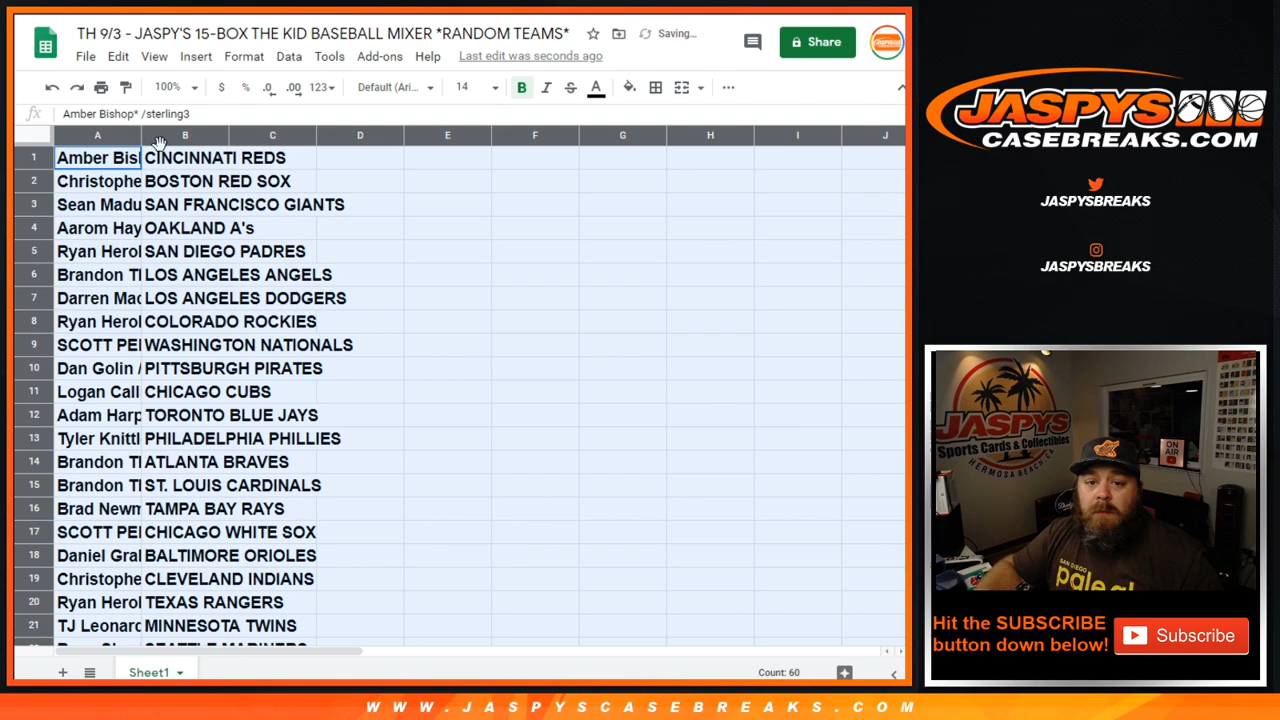 TH 9/3 - JASPY'S 15-BOX THE KID BASEBALL MIXER *RANDOM TEAMS* Saving...
File Edit View Insert Format Data Tools Add-ons Help Last edit was seconds ago
Share
100% $ % .0 .00 123 Default (Ari... 14 B I S A
fx Amber Bishop* /sterling3
A B C D E F G H I J
1 Amber Bisl CINCINNATI REDS
2 Christophe BOSTON RED SOX
3 Sean Madu SAN FRANCISCO GIANTS
4 Aarom Hay OAKLAND A's
5 Ryan Herol SAN DIEGO PADRES
6 Brandon Tl LOS ANGELES ANGELS
7 Darren Mac LOS ANGELES DODGERS
8 Ryan Herol COLORADO ROCKIES
9 SCOTT PEI WASHINGTON NATIONALS
10 Dan Golin / PITTSBURGH PIRATES
11 Logan Call CHICAGO CUBS
12 Adam Harp TORONTO BLUE JAYS
13 Tyler Knittl PHILADELPHIA PHILLIES
14 Brandon Tl ATLANTA BRAVES
15 Brandon Tl ST. LOUIS CARDINALS
16 Brad Newm TAMPA BAY RAYS
17 SCOTT PEI CHICAGO WHITE SOX
18 Daniel Gral BALTIMORE ORIOLES
19 Christophe CLEVELAND INDIANS
20 Ryan Herol TEXAS RANGERS
21 TJ Leonarc MINNESOTA TWINS
SEATTLE MARINERS
Sheet1
Count: 60
JASPYS
CASEBREAKS.COM
JASPYSBREAKS
JASPYSBREAKS
JASPYS
Sports Cards & Collectibles
HERMOSA BEACH, CA
ON
AIR
SAN DIEGO
pale al
Hit the SUBSCRIBE
button down below!
Subscribe
WWW.JASPYSCASEBREAKS.COM